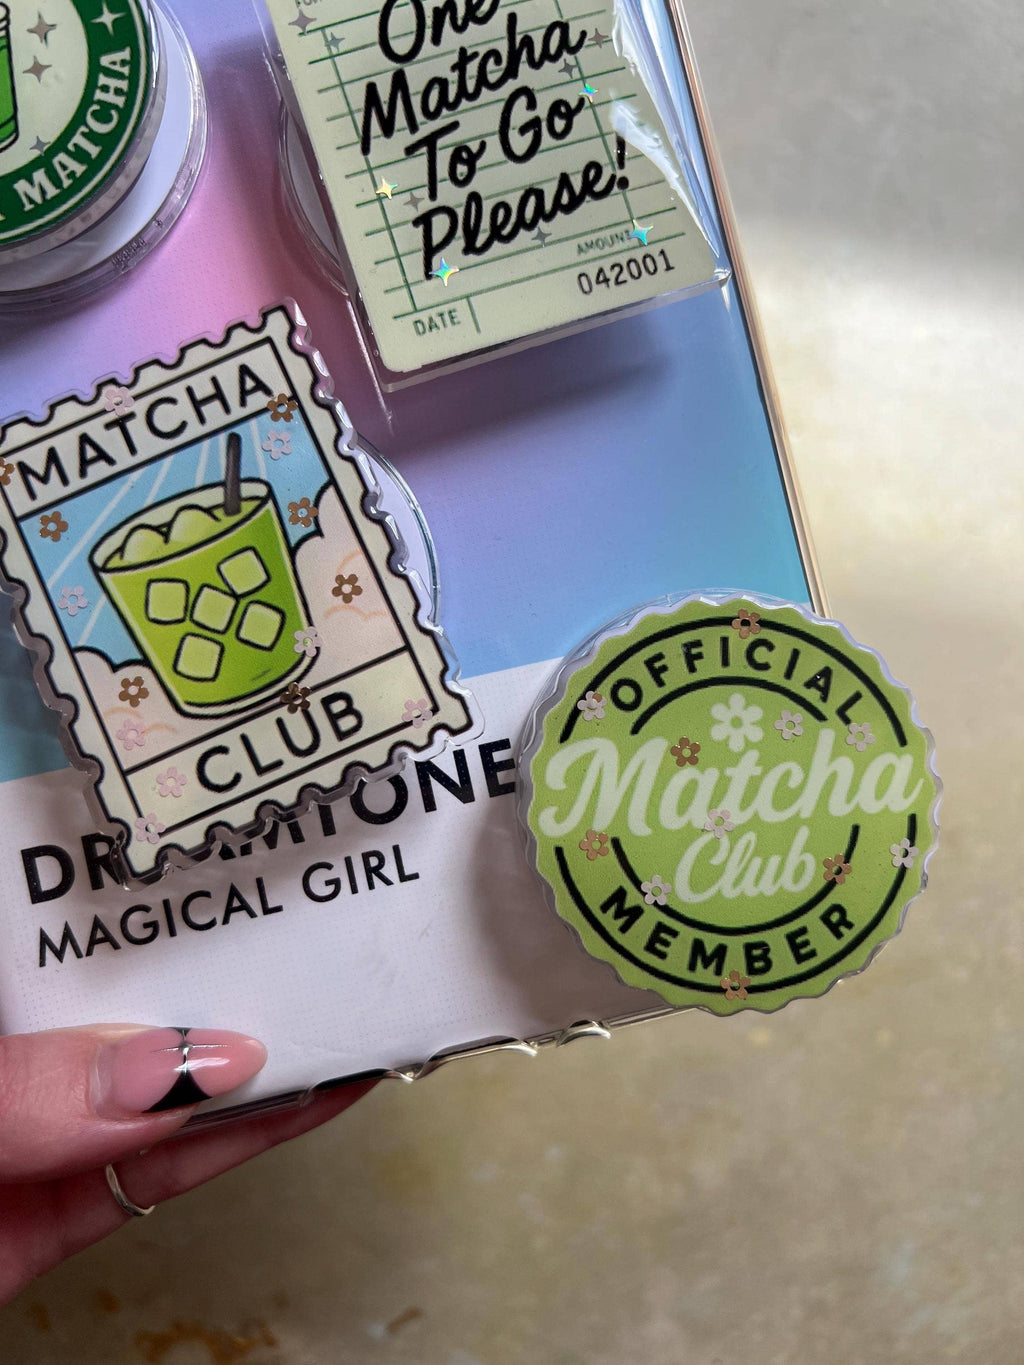 MATCHA
One
Matcha
To Go
Please!
AMOUNT
042001
DATE
MATCHA
CLUB
OFFICIAL
Matcha
Club
MEMBER
MAGICAL GIRL